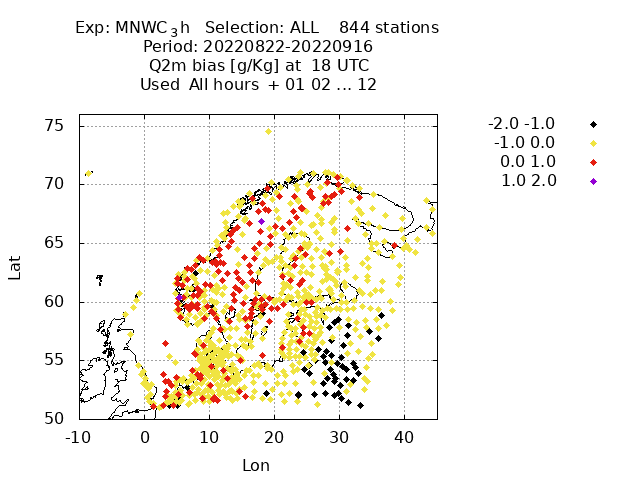 Exp: MNWC_3h Selection: ALL 844 stations
Period: 20220822-20220916
Q2m bias [g/Kg] at 18 UTC
Used All hours + 01 02 ... 12
-2.0 -1.0
-1.0 0.0
0.0 1.0
1.0 2.0
75
70
65
60
55
50
Lat
-10 0 10 20 30 40
Lon